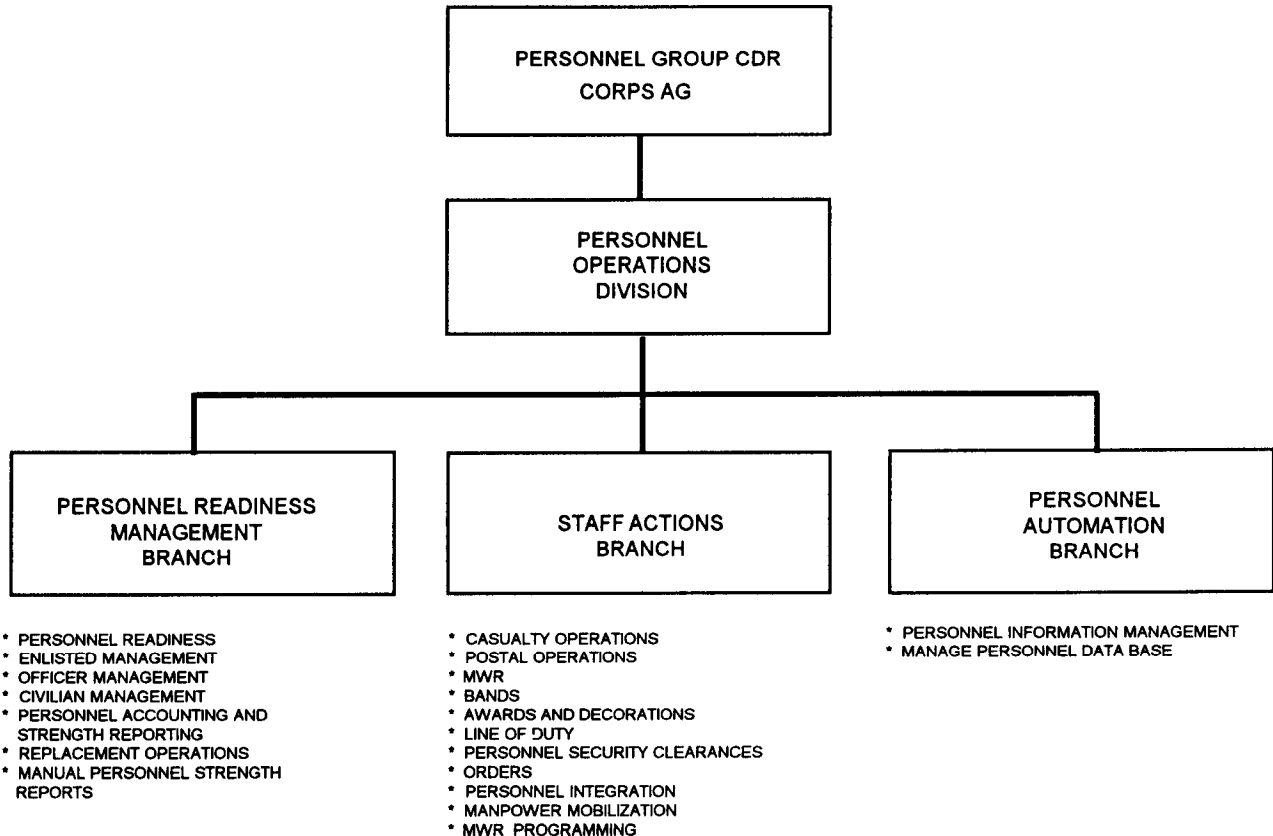 PERSONNEL GROUP CDR
CORPS AG
PERSONNEL
OPERATIONS
DIVISION
PERSONNEL READINESS
MANAGEMENT
BRANCH
STAFF ACTIONS
BRANCH
PERSONNEL
AUTOMATION
BRANCH
* PERSONNEL READINESS
* ENLISTED MANAGEMENT
* OFFICER MANAGEMENT
* CIVILIAN MANAGEMENT
* PERSONNEL ACCOUNTING AND
STRENGTH REPORTING
* REPLACEMENT OPERATIONS
* MANUAL PERSONNEL STRENGTH
REPORTS
* CASUALTY OPERATIONS
* POSTAL OPERATIONS
* MWR
* BANDS
* AWARDS AND DECORATIONS
* LINE OF DUTY
* PERSONNEL SECURITY CLEARANCES
* ORDERS
* PERSONNEL INTEGRATION
* MANPOWER MOBILIZATION
* MWR PROGRAMMING
* PERSONNEL INFORMATION MANAGEMENT
* MANAGE PERSONNEL DATA BASE